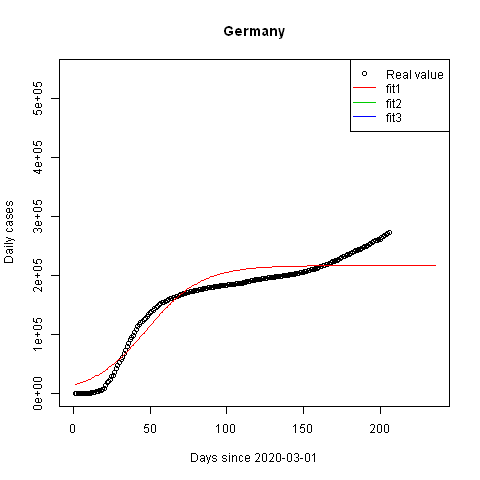 Germany
Real value
fit1
fit2
fit3
Daily cases
5e+05
4e+05
3e+05
2e+05
1e+05
0e+00
0 50 100 150 200
Days since 2020-03-01